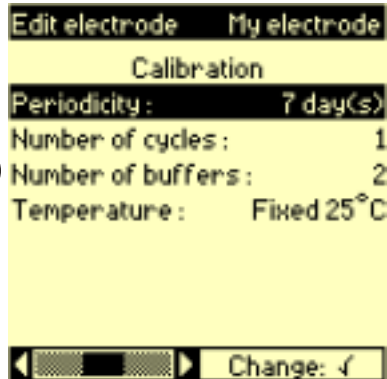 Edit electrode My electrode
Calibration
Periodicity : 7 day(s)
Number of cycles : 1
Number of buffers : 2
Temperature : Fixed 25°C
Change: √